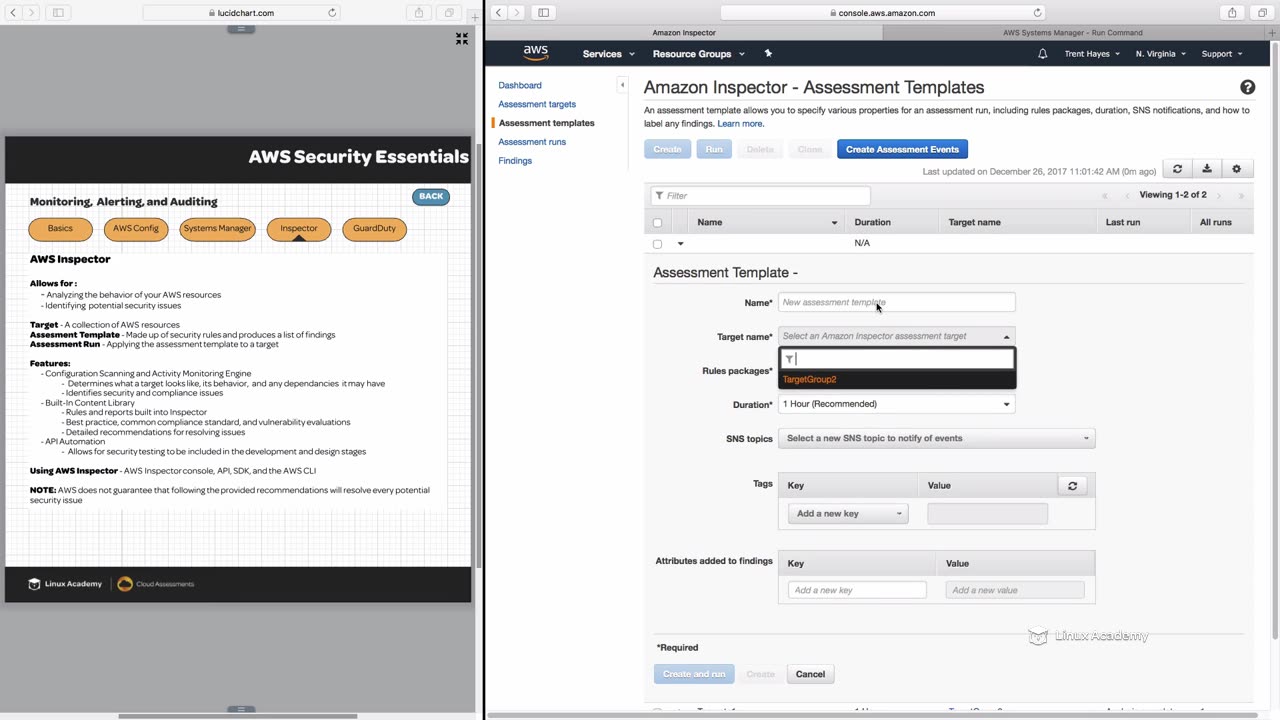 lucidchart.com
AWS Security Essentials
BACK
Monitoring, Alerting, and Auditing
Basics
AWS Config
Systems Manager
Inspector
GuardDuty
AWS Inspector
Allows for :
- Analyzing the behavior of your AWS resources
- Identifying potential security issues
Target - A collection of AWS resources
Assesment Template - Made up of security rules and produces a list of findings
Assesment Run - Applying the assessment template to a target
Features:
- Configuration Scanning and Activity Monitoring Engine
- Determines what a target looks like, its behavior, and any dependancies it may have
- Identifies security and compliance issues
- Built-In Content Library
- Rules and reports built into Inspector
- Best practice, common compliance standard, and vulnerability evaluations
- Detailed recommendations for resolving issues
- API Automation
- Allows for security testing to be included in the development and design stages
Using AWS Inspector - AWS Inspector console, API, SDK, and the AWS CLI
NOTE: AWS does not guarantee that following the provided recommendations will resolve every potential
security issue
Linux Academy
Cloud Assessments
console.aws.amazon.com
Amazon Inspector
AWS Systems Manager - Run Command
aws
Services
Resource Groups
Trent Hayes
N. Virginia
Support
Dashboard
Assessment targets
Assessment templates
Assessment runs
Findings
Amazon Inspector - Assessment Templates
An assessment template allows you to specify various properties for an assessment run, including rules packages, duration, SNS notifications, and how to
label any findings. Learn more.
Create
Run
Delete
Clone
Create Assessment Events
Last updated on December 26, 2017 11:01:42 AM (0m ago)
Filter
Viewing 1-2 of 2
Name
Duration
Target name
Last run
All runs
N/A
Assessment Template -
Name*
New assessment template
Target name*
Select an Amazon Inspector assessment target
TargetGroup2
Rules packages*
Duration*
1 Hour (Recommended)
SNS topics
Select a new SNS topic to notify of events
Tags
Key
Value
Add a new key
Attributes added to findings
Key
Value
Add a new key
Add a new value
Linux Academy
*Required
Create and run
Create
Cancel